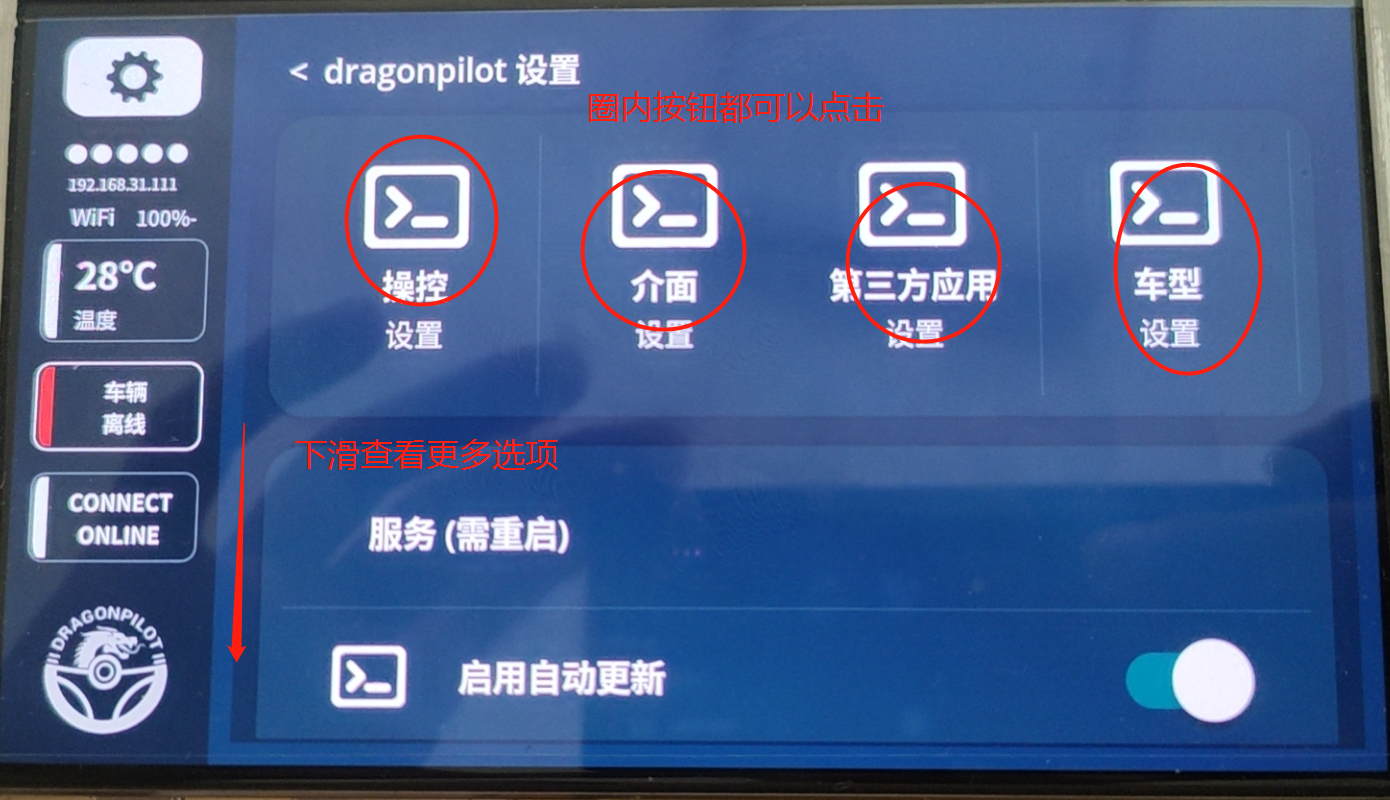 < dragonpilot 设置
圈内按钮都可以点击
192.168.31.111
WiFi 100%-
28°C
温度
车辆
离线
CONNECT
ONLINE
DRAGONPILOT
操控
设置
介面
设置
第三方应用
设置
车型
设置
下滑查看更多选项
服务 (需重启)
启用自动更新